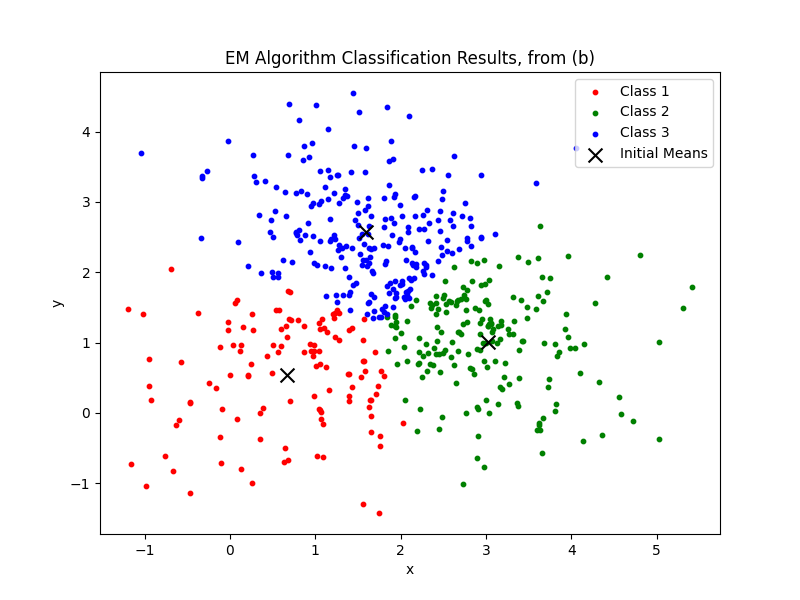 EM Algorithm Classification Results, from (b)
Class 1
Class 2
Class 3
Initial Means
4
3
2
1
0
−1
y
−1
0
1
2
3
4
5
x